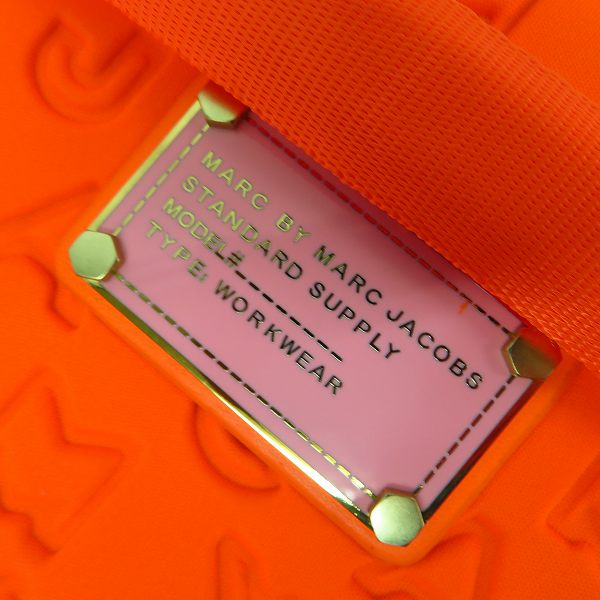 MARC BY MARC JACOBS
STANDARD SUPPLY
MODEL#:
TYPE: WORKWEAR